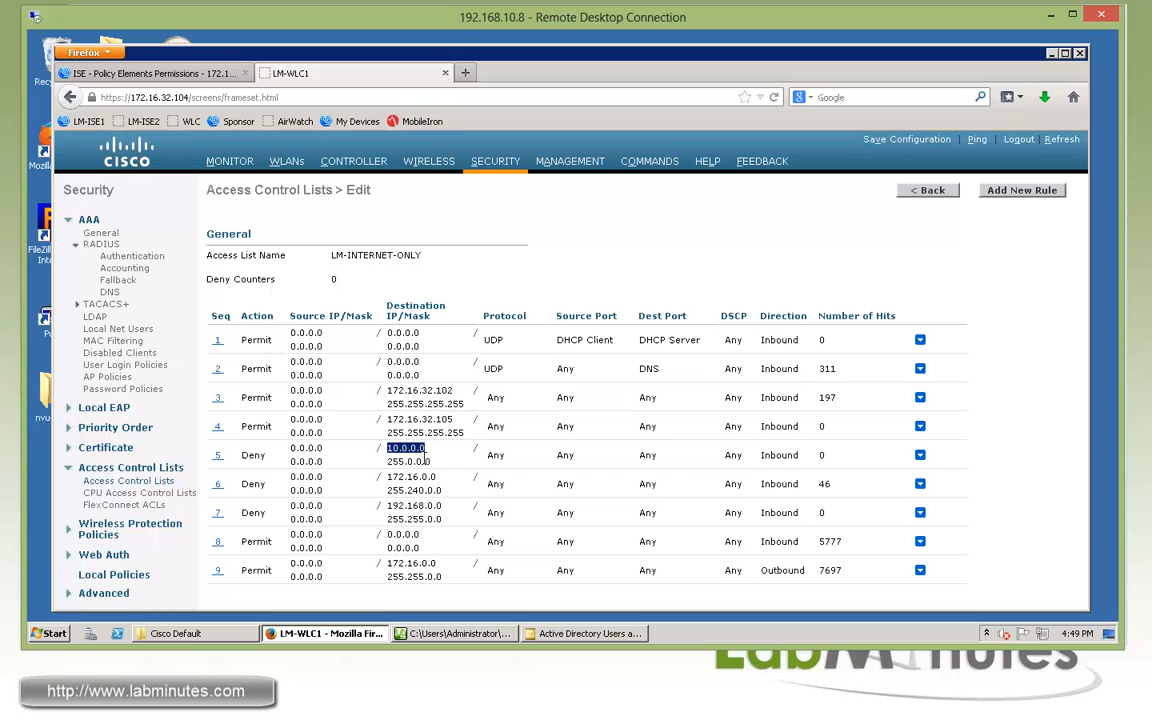 192.168.10.8 - Remote Desktop Connection
Firefox
ISE - Policy Elements Permissions - 172.1...
LM-WLC1
https://172.16.32.104/screens/frameset.html
Google
LM-ISE1
LM-ISE2
WLC
Sponsor
AirWatch
My Devices
MobileIron
Save Configuration
Ping
Logout
Refresh
CISCO
MONITOR
WLANs
CONTROLLER
WIRELESS
SECURITY
MANAGEMENT
COMMANDS
HELP
FEEDBACK
Security
AAA
General
RADIUS
Authentication
Accounting
Fallback
DNS
TACACS+
LDAP
Local Net Users
MAC Filtering
Disabled Clients
User Login Policies
AP Policies
Password Policies
Local EAP
Priority Order
Certificate
Access Control Lists
Access Control Lists
CPU Access Control Lists
FlexConnect ACLs
Wireless Protection
Policies
Web Auth
Local Policies
Advanced
Access Control Lists > Edit
< Back
Add New Rule
General
Access List Name LM-INTERNET-ONLY
Deny Counters 0
Destination
Seq Action Source IP/Mask IP/Mask Protocol Source Port Dest Port DSCP Direction Number of Hits
0.0.0.0 / 0.0.0.0 /
1 Permit UDP DHCP Client DHCP Server Any Inbound 0
0.0.0.0 0.0.0.0
0.0.0.0 / 0.0.0.0 /
2 Permit UDP Any DNS Any Inbound 311
0.0.0.0 0.0.0.0
0.0.0.0 / 172.16.32.102 /
3 Permit Any Any Any Any Inbound 197
0.0.0.0 255.255.255.255
0.0.0.0 / 172.16.32.105 /
4 Permit Any Any Any Any Inbound 0
0.0.0.0 255.255.255.255
0.0.0.0 / 10.0.0.0 /
5 Deny Any Any Any Any Inbound 0
0.0.0.0 255.0.0.0
0.0.0.0 / 172.16.0.0 /
6 Deny Any Any Any Any Inbound 46
0.0.0.0 255.240.0.0
0.0.0.0 / 192.168.0.0 /
7 Deny Any Any Any Any Inbound 0
0.0.0.0 255.255.0.0
0.0.0.0 / 0.0.0.0 /
8 Permit Any Any Any Any Inbound 5777
0.0.0.0 0.0.0.0
0.0.0.0 / 172.16.0.0 /
9 Permit Any Any Any Any Outbound 7697
0.0.0.0 255.255.0.0
Start
Cisco Default
LM-WLC1 - Mozilla Fir...
C:\Users\Administrator\...
Active Directory Users a...
4:49 PM
LabMinutes
http://www.labminutes.com